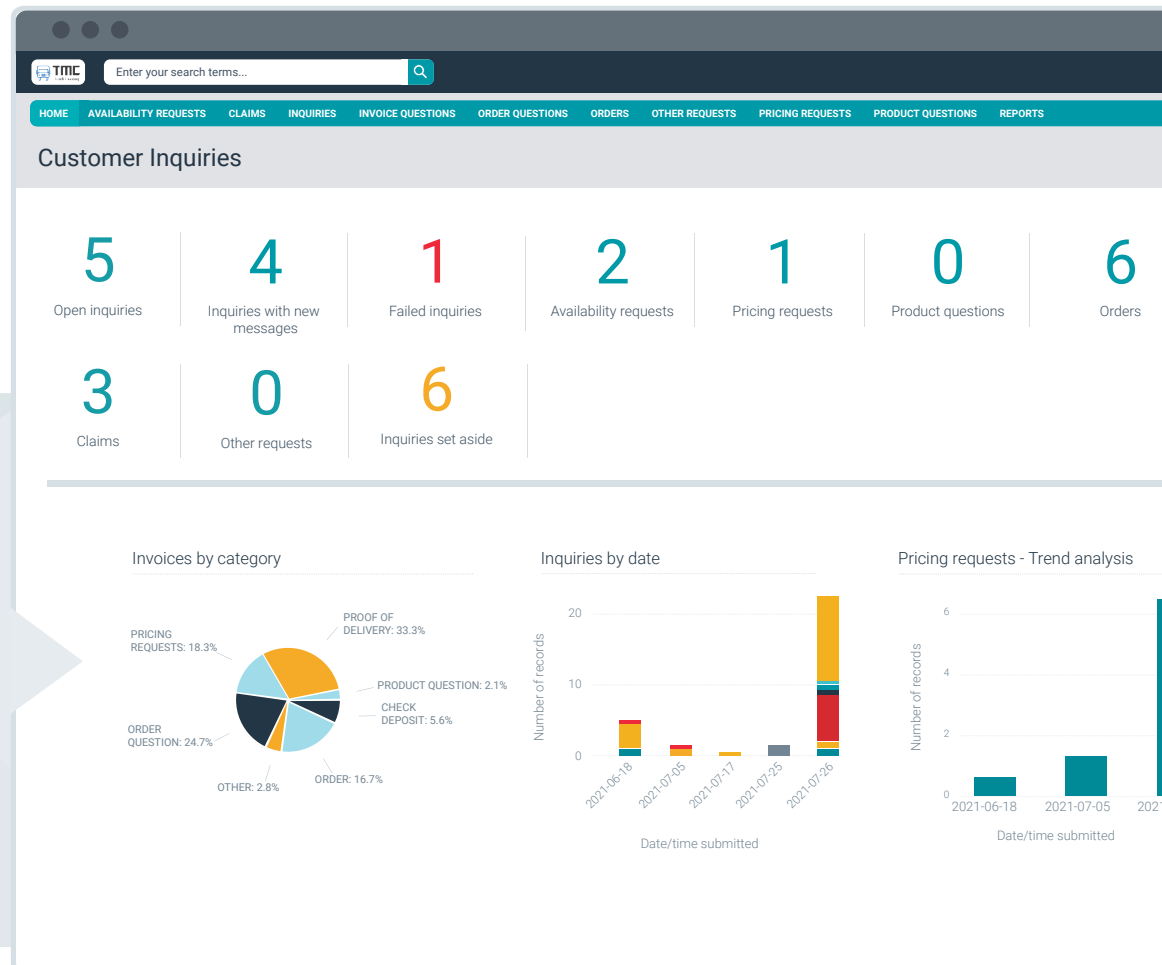 TMC
Enter your search terms...
HOME AVAILABILITY REQUESTS CLAIMS INQUIRIES INVOICE QUESTIONS ORDER QUESTIONS ORDERS OTHER REQUESTS PRICING REQUESTS PRODUCT QUESTIONS REPORTS
Customer Inquiries
5
Open inquiries
4
Inquiries with new
messages
1
Failed inquiries
2
Availability requests
1
Pricing requests
0
Product questions
6
Orders
3
Claims
0
Other requests
6
Inquiries set aside
Invoices by category
PROOF OF
DELIVERY: 33.3%
PRICING
REQUESTS: 18.3%
PRODUCT QUESTION: 2.1%
CHECK
DEPOSIT: 5.6%
ORDER
QUESTION: 24.7%
OTHER: 2.8%
ORDER: 16.7%
Inquiries by date
Number of records
20
10
0
2021-06-18
2021-07-05
2021-07-17
2021-07-25
2021-07-26
Date/time submitted
Pricing requests - Trend analysis
Number of records
6
4
2
0
2021-06-18
2021-07-05
2021
Date/time submitted